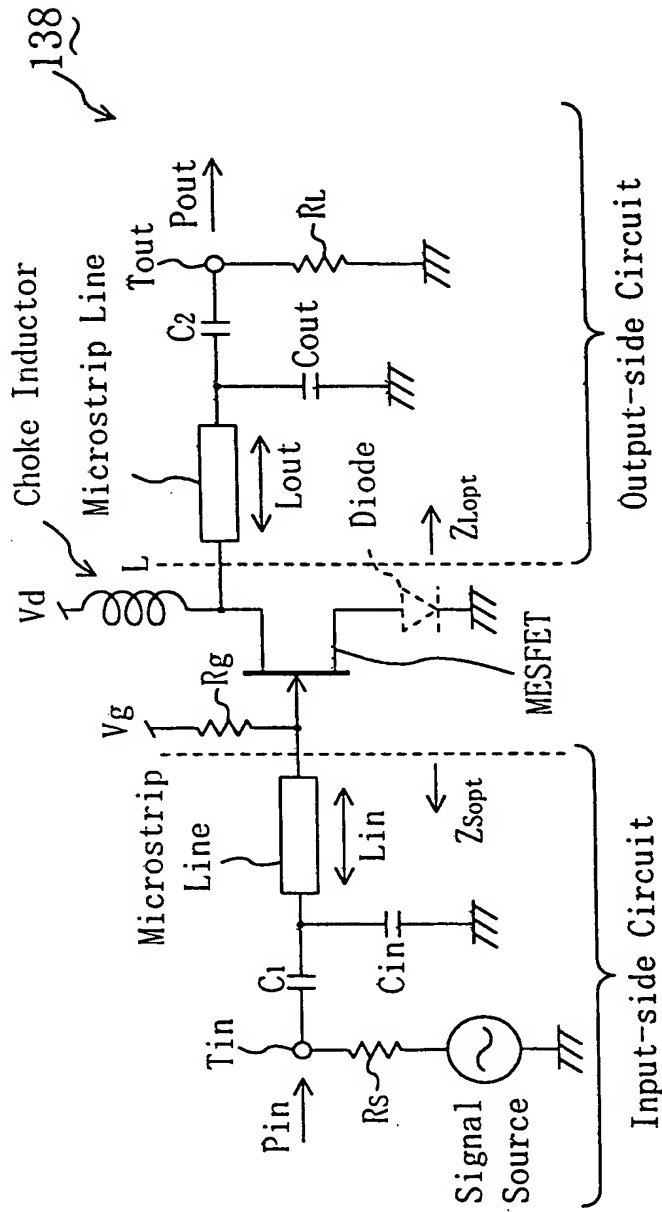 138
Choke Inductor
Microstrip Line
Vd
L
Vg
Rg
Microstrip
Line
Tin
Pin
C1
Cin
Lin
Rs
Signal
Source
ZSopt
MESFET
Diode
ZLopt
Lout
C2
Cout
Tout
Pout
RL
Input-side Circuit
Output-side Circuit